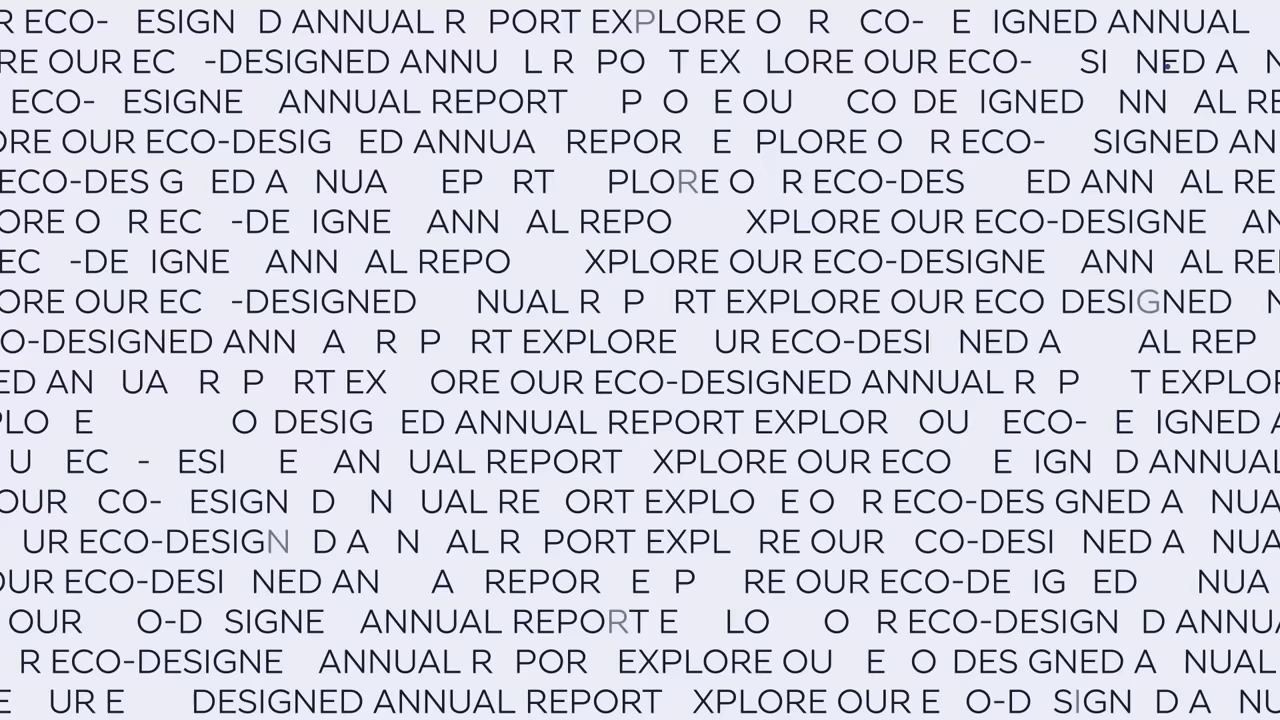 R ECO- ESIGN D ANNUAL R PORT EXPLORE O R CO- E IGNED ANNUAL
RE OUR EC -DESIGNED ANNU L R PO T EX LORE OUR ECO- SI NED A N
ECO- ESIGNE ANNUAL REPORT P O E OU CO DE IGNED NN AL RE
ORE OUR ECO-DESIG ED ANNUA REPOR E PLORE O R ECO- SIGNED AN
ECO-DES G ED A NUA EP RT PLORE O R ECO-DES ED ANN AL RE
ORE O R EC -DE IGNE ANN AL REPO XPLORE OUR ECO-DESIGNE AN
EC -DE IGNE ANN AL REPO XPLORE OUR ECO-DESIGNE ANN AL REP
ORE OUR EC -DESIGNED NUAL R P RT EXPLORE OUR ECO DESIGNED N
O-DESIGNED ANN A R P RT EXPLORE UR ECO-DESI NED A AL REP
ED AN UA R P RT EX ORE OUR ECO-DESIGNED ANNUAL R P T EXPLOR
PLO E O DESIG ED ANNUAL REPORT EXPLOR OU ECO- E IGNED A
U EC - ESI E AN UAL REPORT XPLORE OUR ECO E IGN D ANNUAL
OUR CO- ESIGN D N UAL RE ORT EXPLO E O R ECO-DES GNED A NUA
UR ECO-DESIGN D A N AL R PORT EXPL RE OUR CO-DESI NED A NUA
OUR ECO-DESI NED AN A REPOR E P RE OUR ECO-DE IG ED NUA
OUR O-D SIGNE ANNUAL REPORT E LO O R ECO-DESIGN D ANNUA
R ECO-DESIGNE ANNUAL R POR EXPLORE OU E O DES GNED A NUAL
E UR E DESIGNED ANNUAL REPORT XPLORE OUR E O-D SIGN D A NU